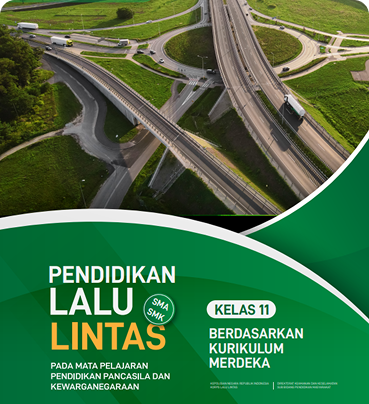 PENDIDIKAN
LALU
LINTAS
SMA
SMK
PADA MATA PELAJARAN
PENDIDIKAN PANCASILA DAN
KEWARGANEGARAAN
KELAS 11
BERDASARKAN
KURIKULUM
MERDEKA